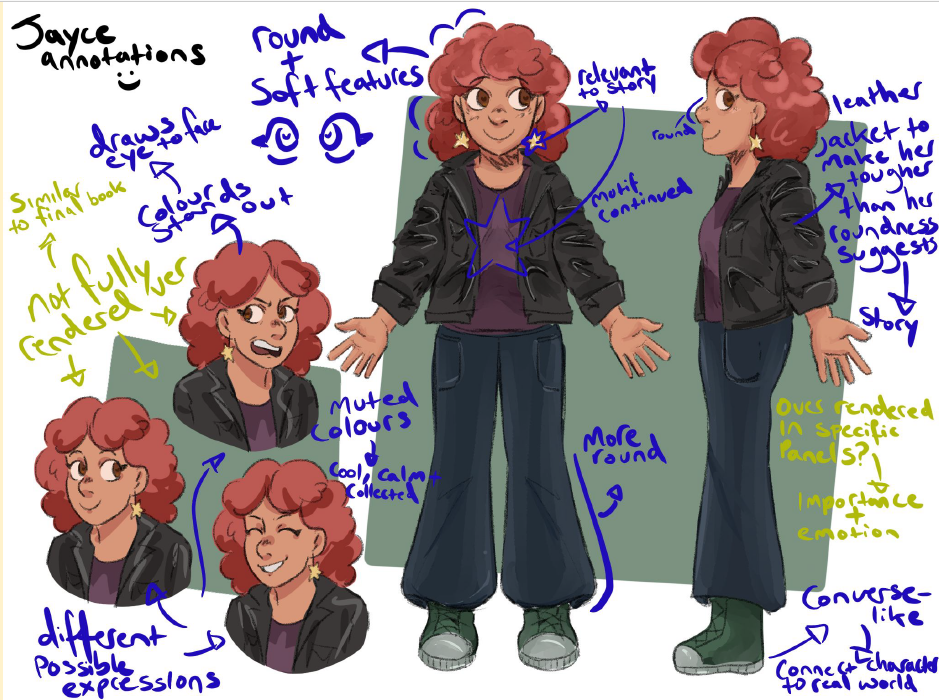 Jayce
annotations
round
+
Soft features
relevant
to story
motif
continued
round
leather
jacket to
make her
tougher
than her
roundness
suggests
Story
draws
eye to face
Colour
stands out
Similar
to final book
not fully
rendered
Muted
Colours
Cool, Calm +
Collected
More
round
Over rendered
in specific
panels?
Importance
+
emotion
different
Possible
expressions
Converse-
like
Connect character
to real world